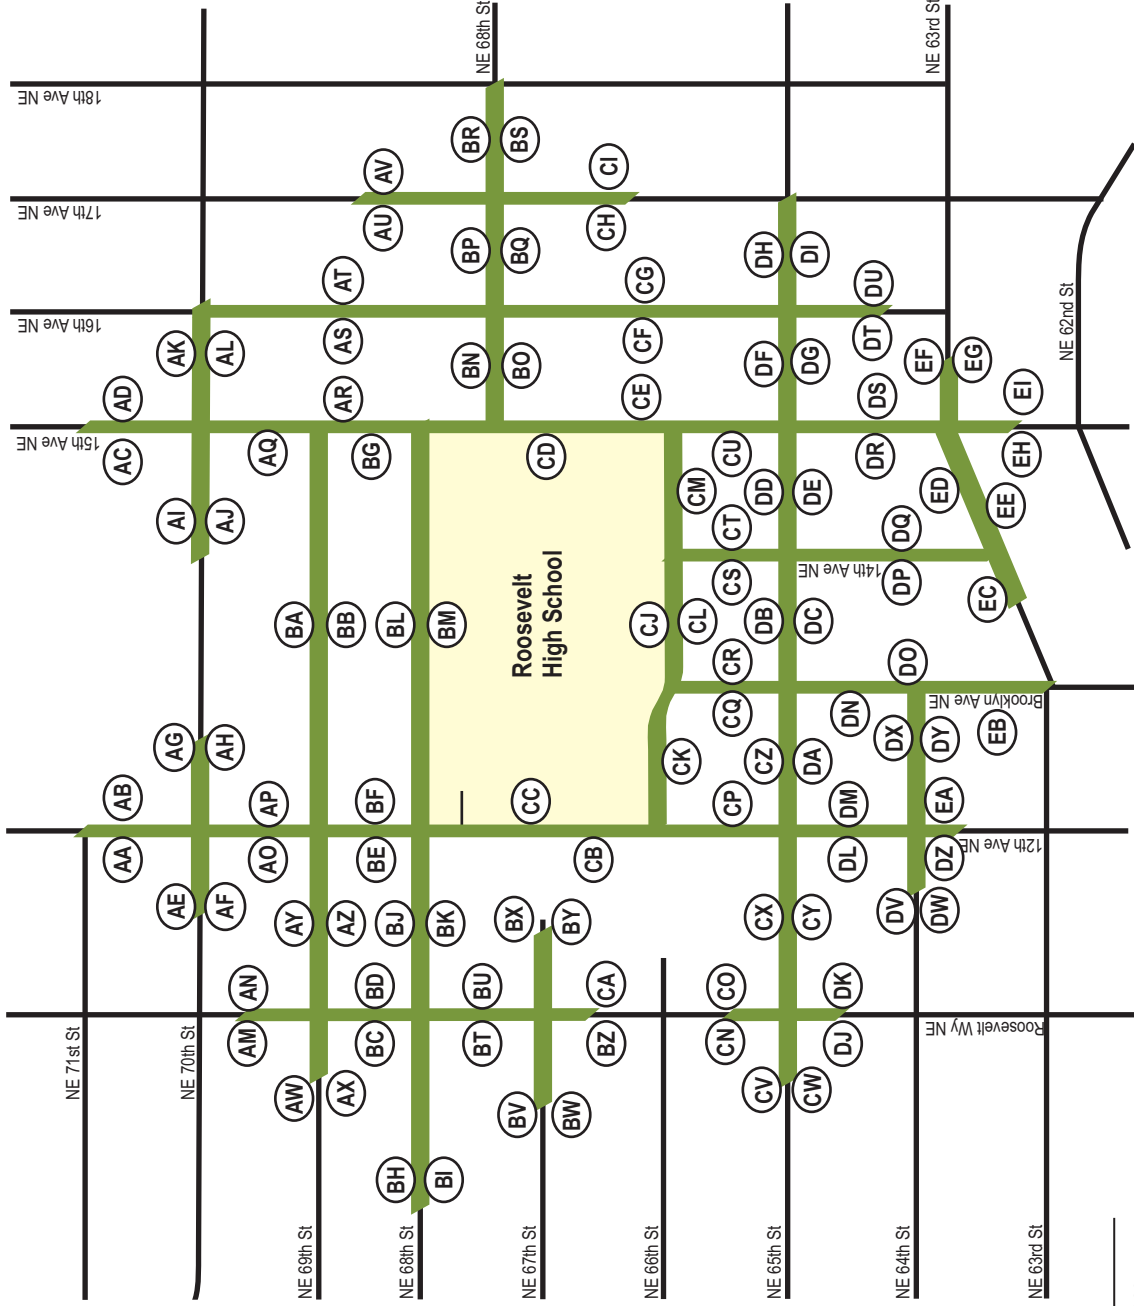 NE 68th St
NE 63rd St
18th Ave NE
BR
BS
AV
CI
17th Ave NE
AU
CH
BP
BQ
DH
DI
AT
CG
DU
16th Ave NE
NE 62nd St
AK
AL
AS
CF
DT
BN
BO
DF
DG
EF
EG
AD
AR
CE
DS
EI
15th Ave NE
AC
AQ
BG
CD
CU
DR
EH
AI
AJ
CM
DD
DE
ED
EE
CT
DQ
14th Ave NE
CS
DP
EC
Roosevelt
High School
BA
BB
BL
BM
CJ
CL
DB
DC
CR
DO
Brooklyn Ave NE
CQ
DN
AG
AH
CK
CZ
DA
DX
DY
EB
AB
AP
BF
CC
CP
DM
EA
12th Ave NE
AA
AO
BE
CB
DL
DZ
AE
AF
AY
AZ
BJ
BK
BX
BY
CX
CY
DV
DW
AN
BD
BU
CA
CO
DK
Roosevelt Wy NE
AM
BC
BT
BZ
CN
DJ
NE 71st St
NE 70th St
AW
AX
BV
BW
CV
CW
BH
BI
NE 69th St
NE 68th St
NE 67th St
NE 66th St
NE 65th St
NE 64th St
NE 63rd St